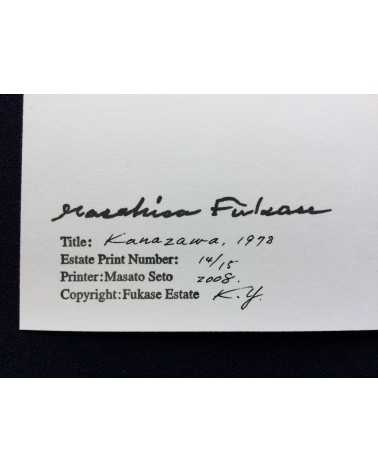 Masahisa Fukase
Title: Kanazawa, 1978
Estate Print Number: 14/15
Printer:Masato Seto 2008.
Copyright:Fukase Estate K.Y.